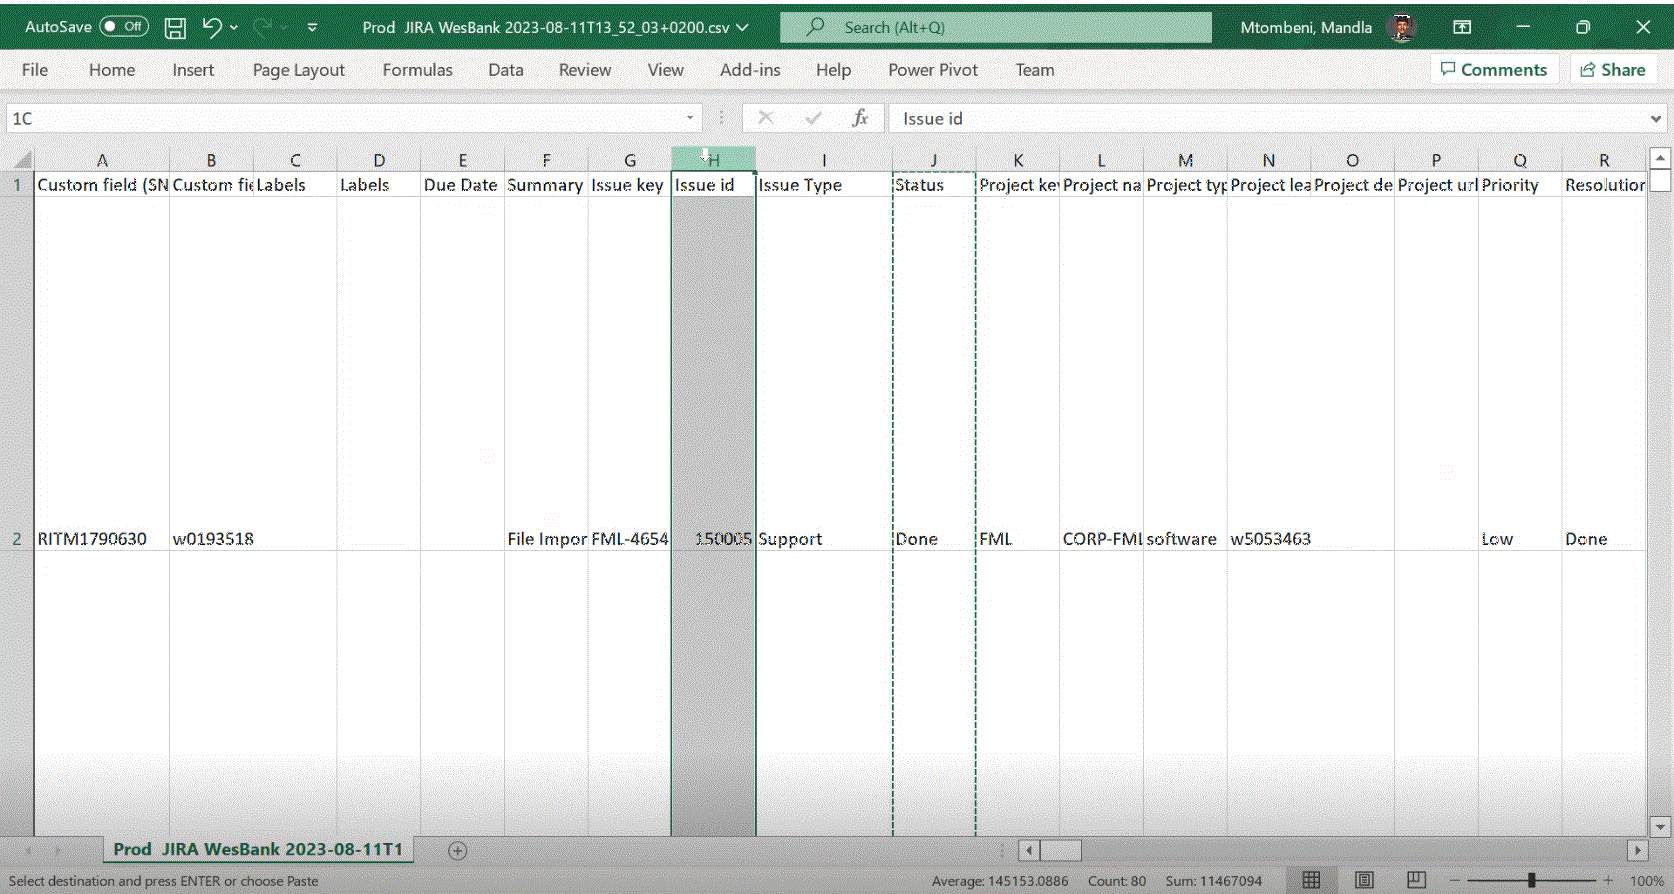 AutoSave Off Prod JIRA WesBank 2023-08-11T13_52_03+0200.csv Search (Alt+Q) Mtombeni, Mandla
File Home Insert Page Layout Formulas Data Review View Add-ins Help Power Pivot Team Comments Share
1C fx Issue id
A B C D E F G H I J K L M N O P Q R
1 Custom field (SN Custom fie Labels Labels Due Date Summary Issue key Issue id Issue Type Status Project key Project na Project typ Project lea Project de Project url Priority Resolution
2 RITM1790630 w0193518 File Impor FML-4654 150005 Support Done FML CORP-FML software w5053463 Low Done
Prod JIRA WesBank 2023-08-11T1
Select destination and press ENTER or choose Paste Average: 145153.0886 Count: 80 Sum: 11467094 100%